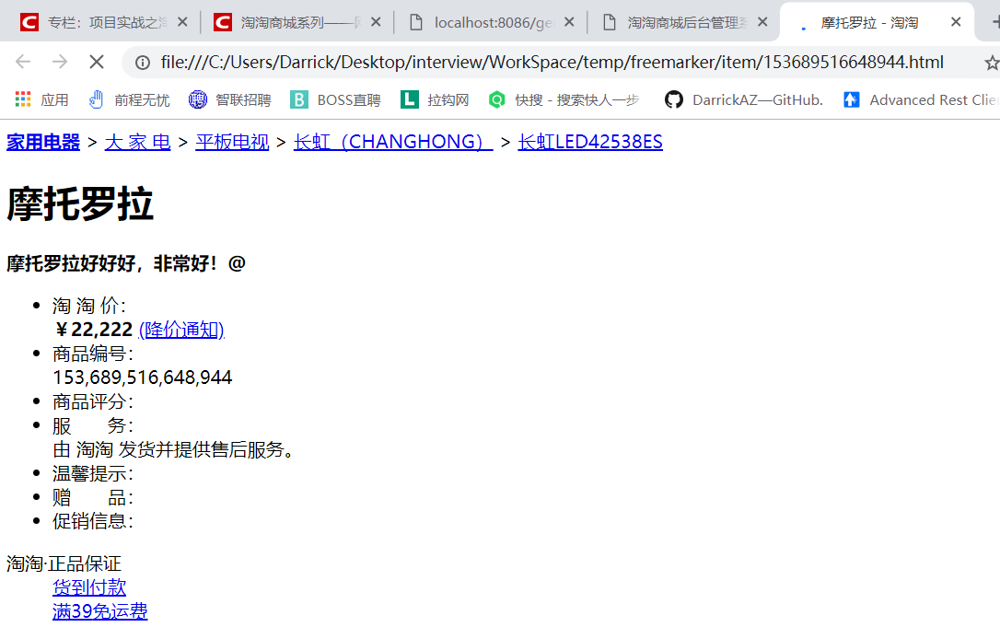 专栏：项目实战之淘
淘淘商城系列——
localhost:8086/ge
淘淘商城后台管理系
摩托罗拉 - 淘淘
file:///C:/Users/Darrick/Desktop/interview/WorkSpace/temp/freemarker/item/153689516648944.html
应用 前程无忧 智联招聘 BOSS直聘 拉钩网 快搜 - 搜索快人一步 DarrickAZ—GitHub. Advanced Rest Clie
家用电器 > 大 家 电 > 平板电视 > 长虹（CHANGHONG） > 长虹LED42538ES
摩托罗拉
摩托罗拉好好好，非常好！@
淘 淘 价：
￥22,222 (降价通知)
商品编号：
153,689,516,648,944
商品评分：
服　　务：
由 淘淘 发货并提供售后服务。
温馨提示：
赠　　品：
促销信息：
淘淘·正品保证
货到付款
满39免运费